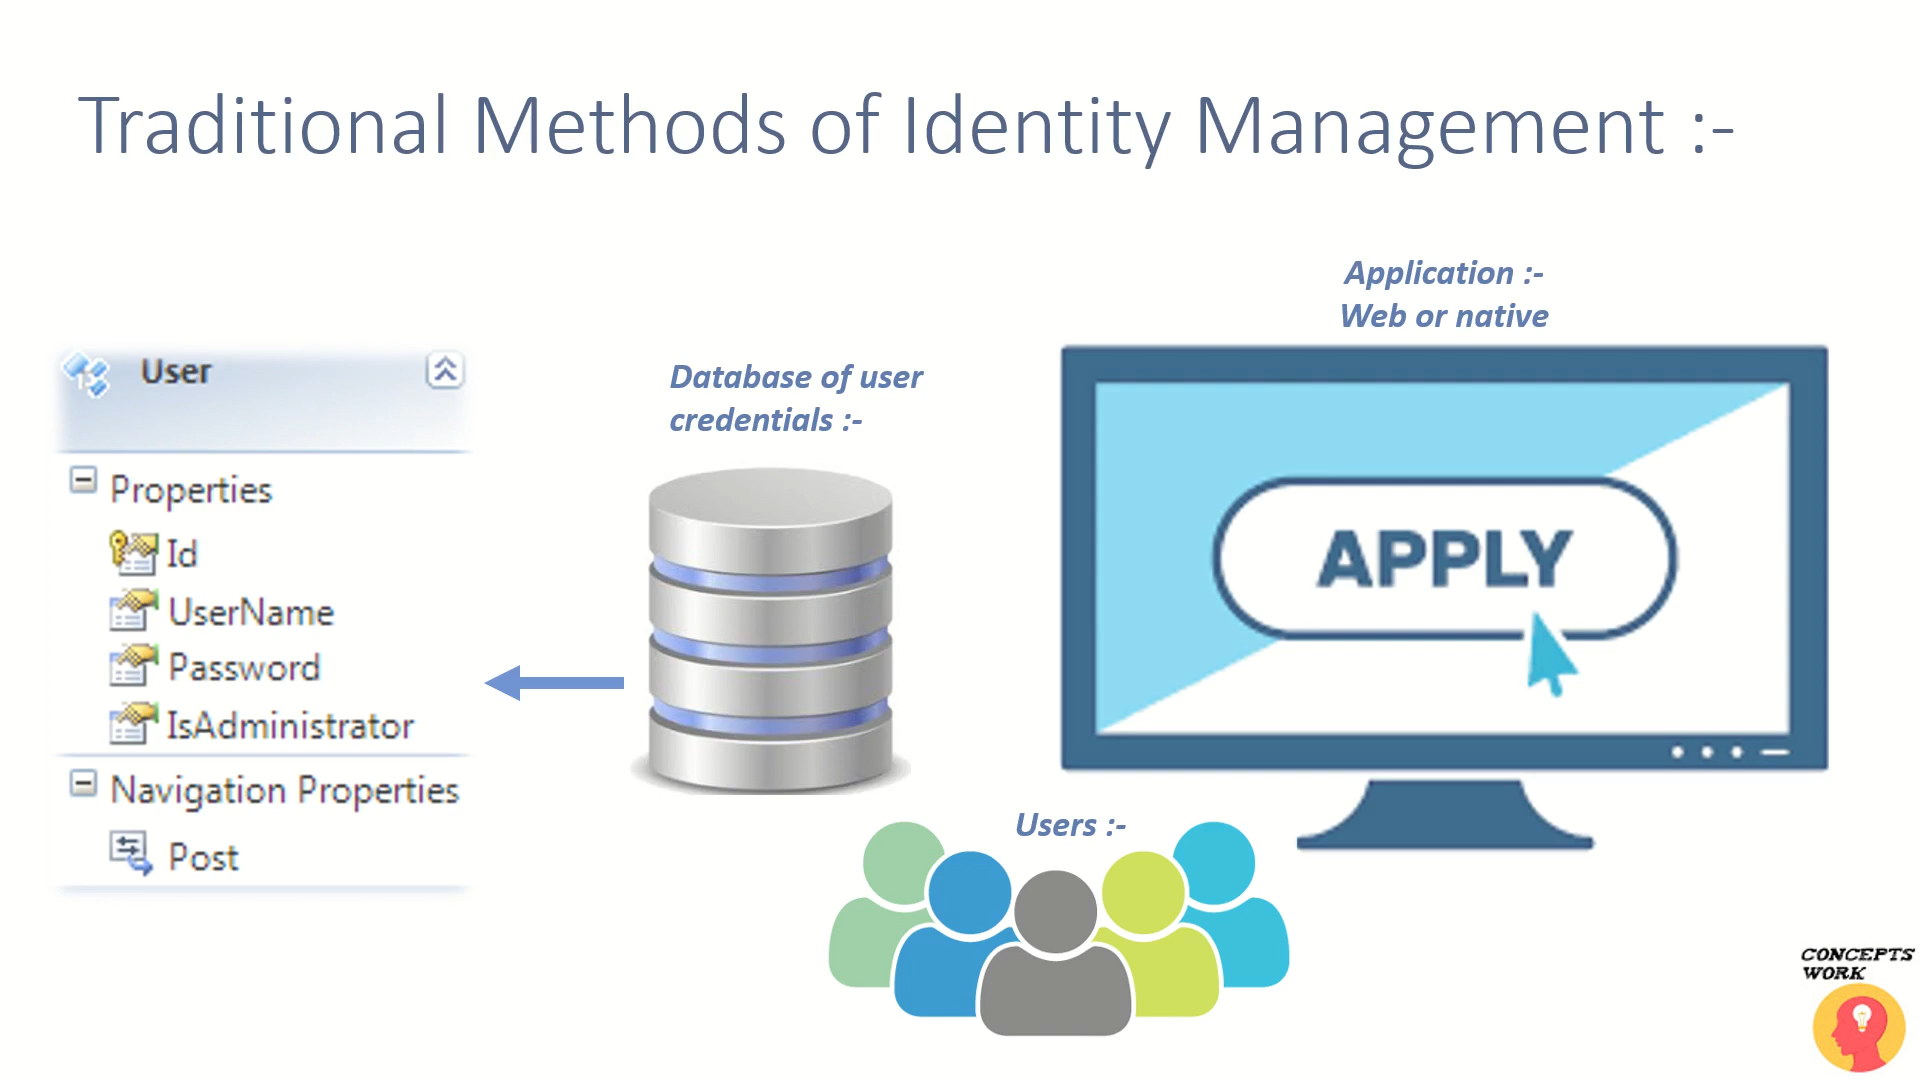 Traditional Methods of Identity Management :-
Application :-
Web or native
Database of user
credentials :-
User
Properties
Id
UserName
Password
IsAdministrator
Navigation Properties
Post
APPLY
Users :-
CONCEPTS
WORK